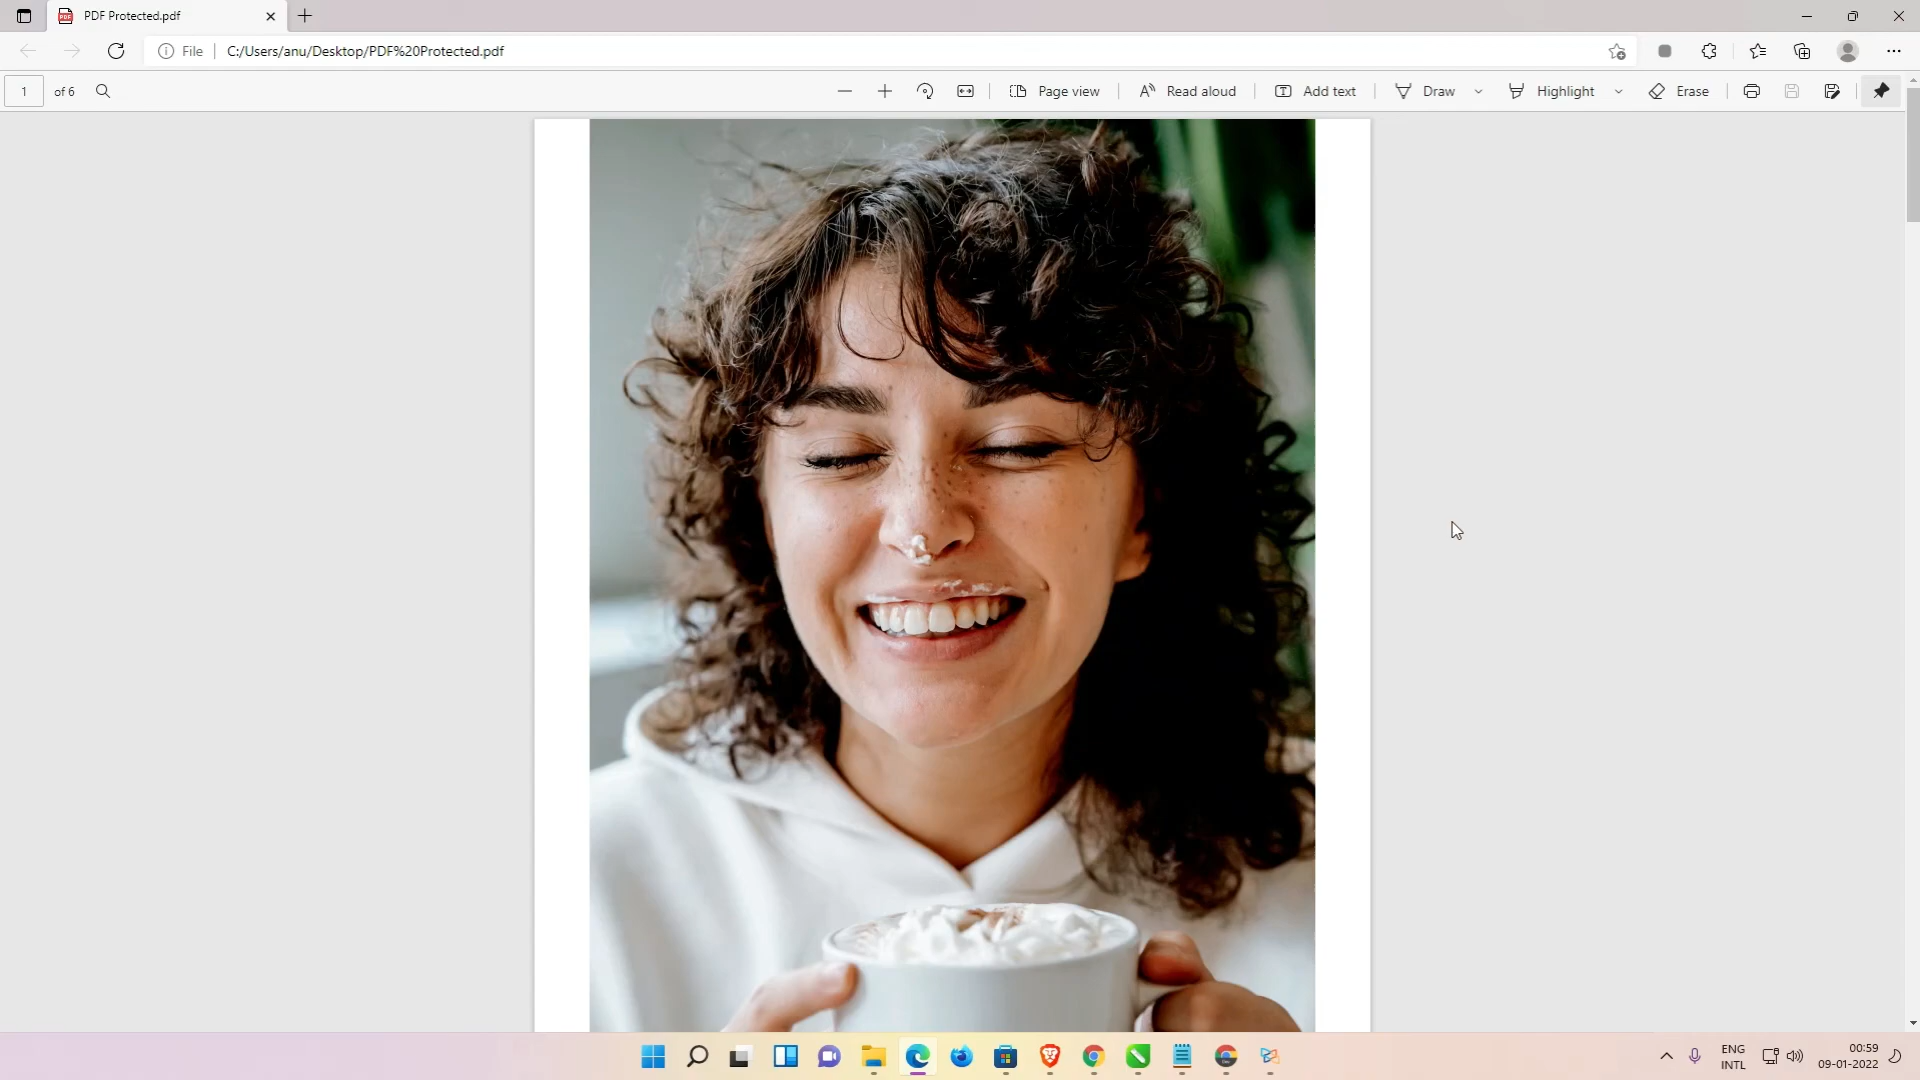 PDF Protected.pdf
File
C:/Users/anu/Desktop/PDF%20Protected.pdf
1 of 6
Page view
Read aloud
Add text
Draw
Highlight
Erase
ENG
INTL
00:59
09-01-2022